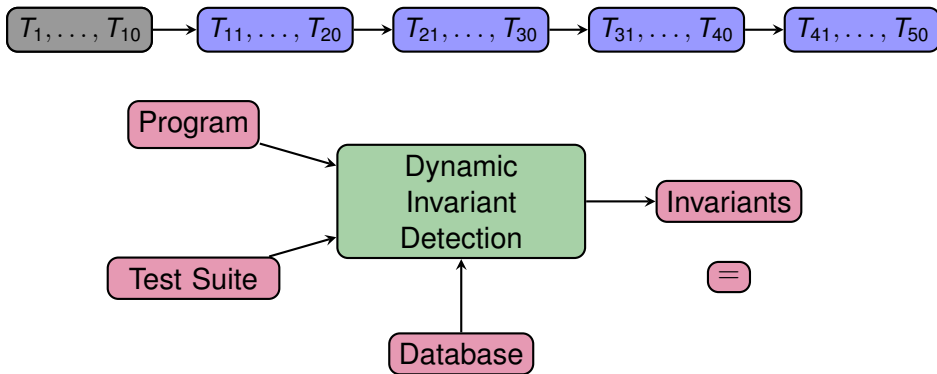 T₁, . . . , T₁₀ T₁₁, . . . , T₂₀ T₂₁, . . . , T₃₀ T₃₁, . . . , T₄₀ T₄₁, . . . , T₅₀
Program
Dynamic
Invariant
Detection
Invariants
Test Suite
=
Database